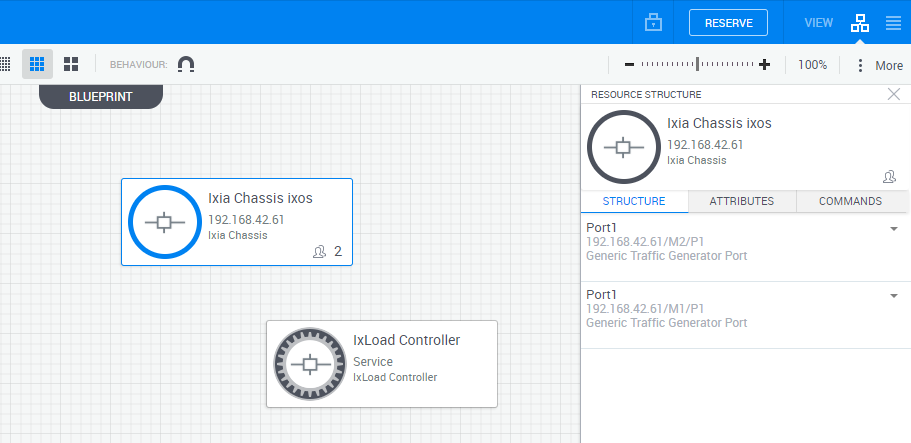 RESERVE
VIEW
BEHAVIOUR:
100%
More
BLUEPRINT
Ixia Chassis ixos
192.168.42.61
Ixia Chassis
2
IxLoad Controller
Service
IxLoad Controller
RESOURCE STRUCTURE
Ixia Chassis ixos
192.168.42.61
Ixia Chassis
STRUCTURE
ATTRIBUTES
COMMANDS
Port1
192.168.42.61/M2/P1
Generic Traffic Generator Port
Port1
192.168.42.61/M1/P1
Generic Traffic Generator Port